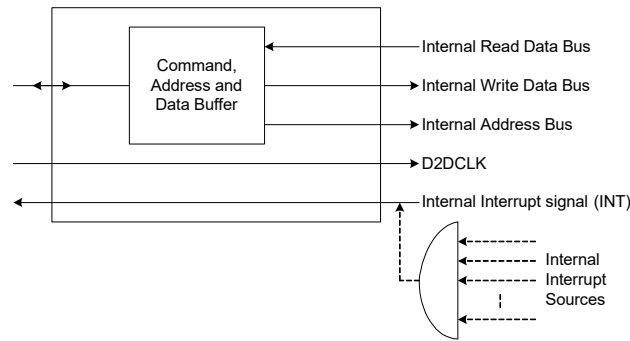 Command,
Address and
Data Buffer
Internal Read Data Bus
Internal Write Data Bus
Internal Address Bus
D2DCLK
Internal Interrupt signal (INT)
Internal
Interrupt
Sources